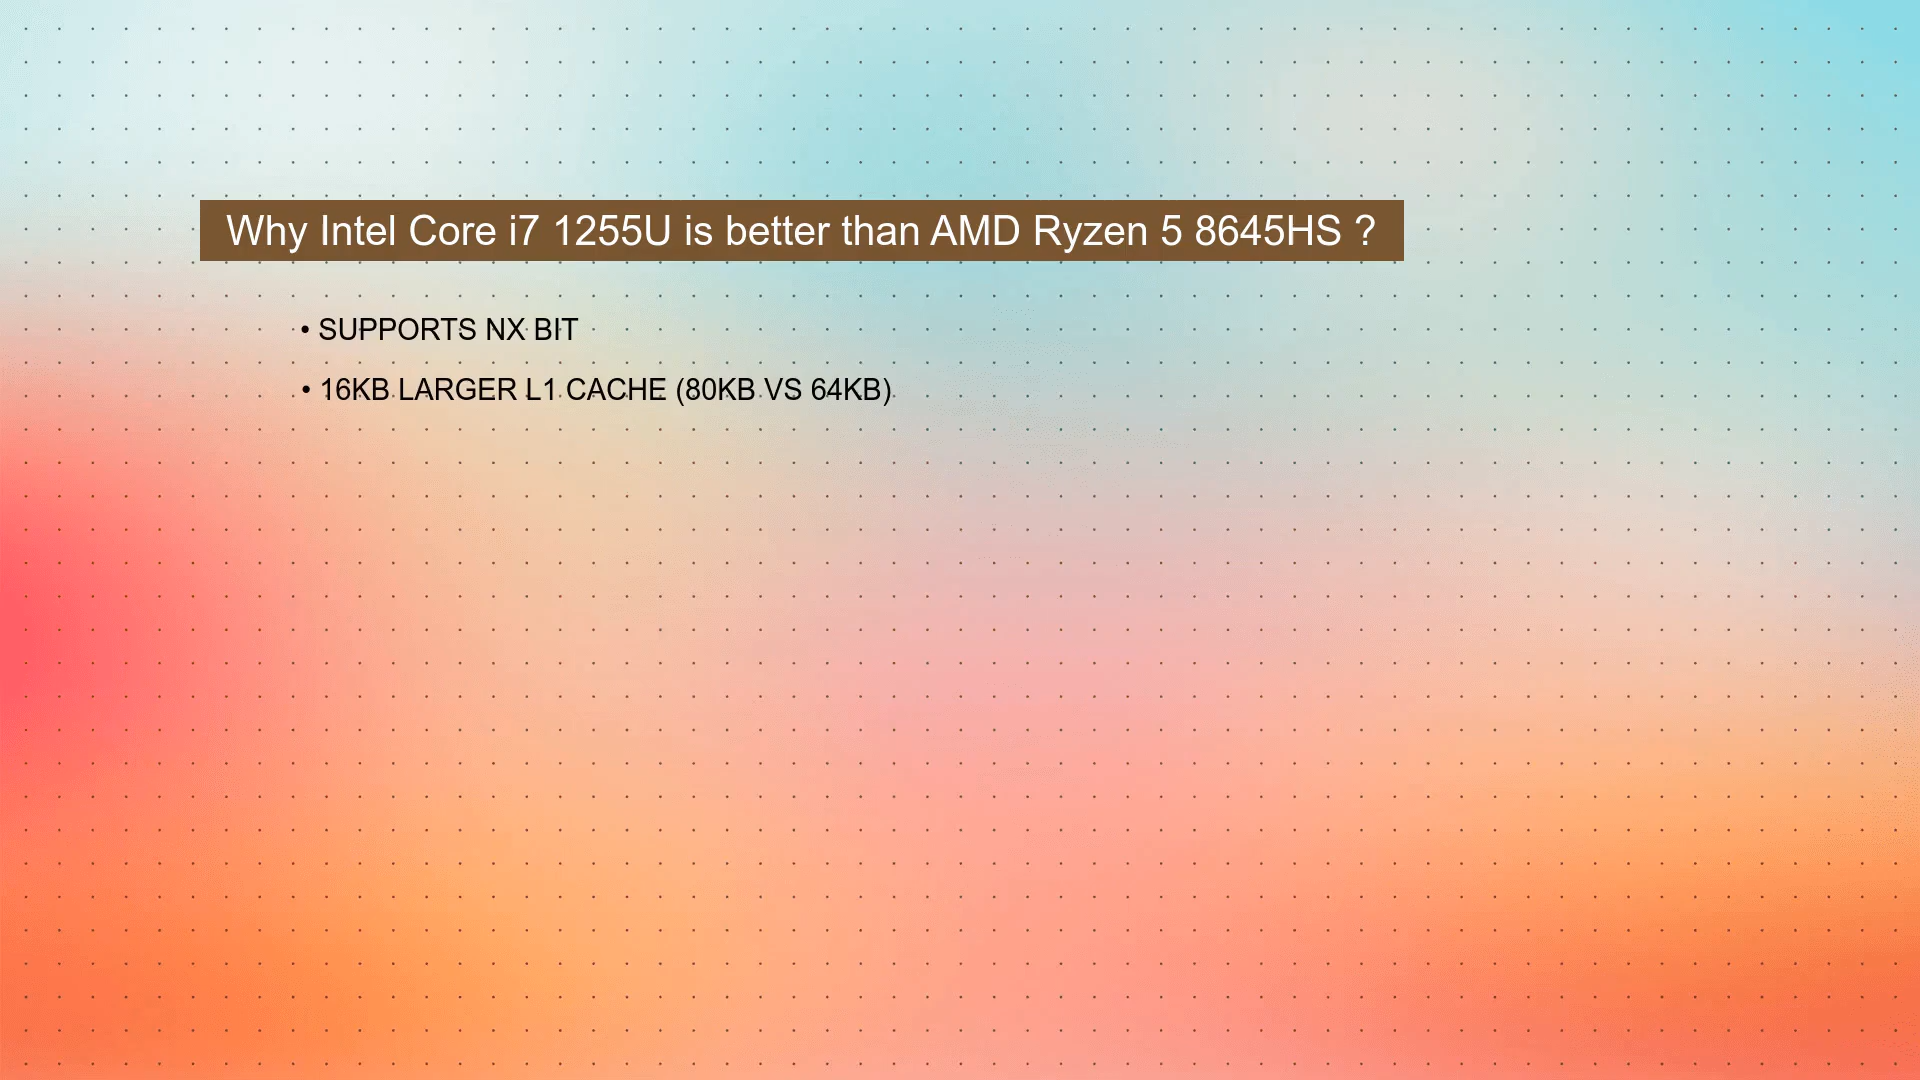 Why Intel Core i7 1255U is better than AMD Ryzen 5 8645HS ?
• SUPPORTS NX BIT
• 16KB LARGER L1 CACHE (80KB VS 64KB)